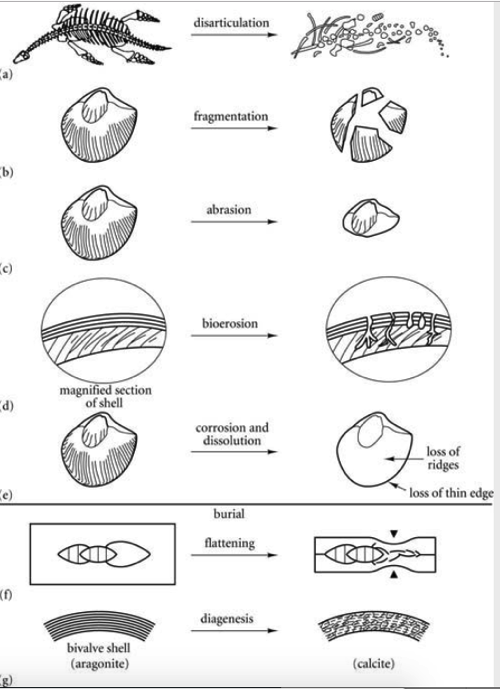 disarticulation
(a)
fragmentation
(b)
abrasion
(c)
bioerosion
magnified section
of shell
(d)
corrosion and
dissolution
loss of
ridges
loss of thin edge
(e)
burial
flattening
(f)
diagenesis
bivalve shell
(aragonite)
(calcite)
(g)